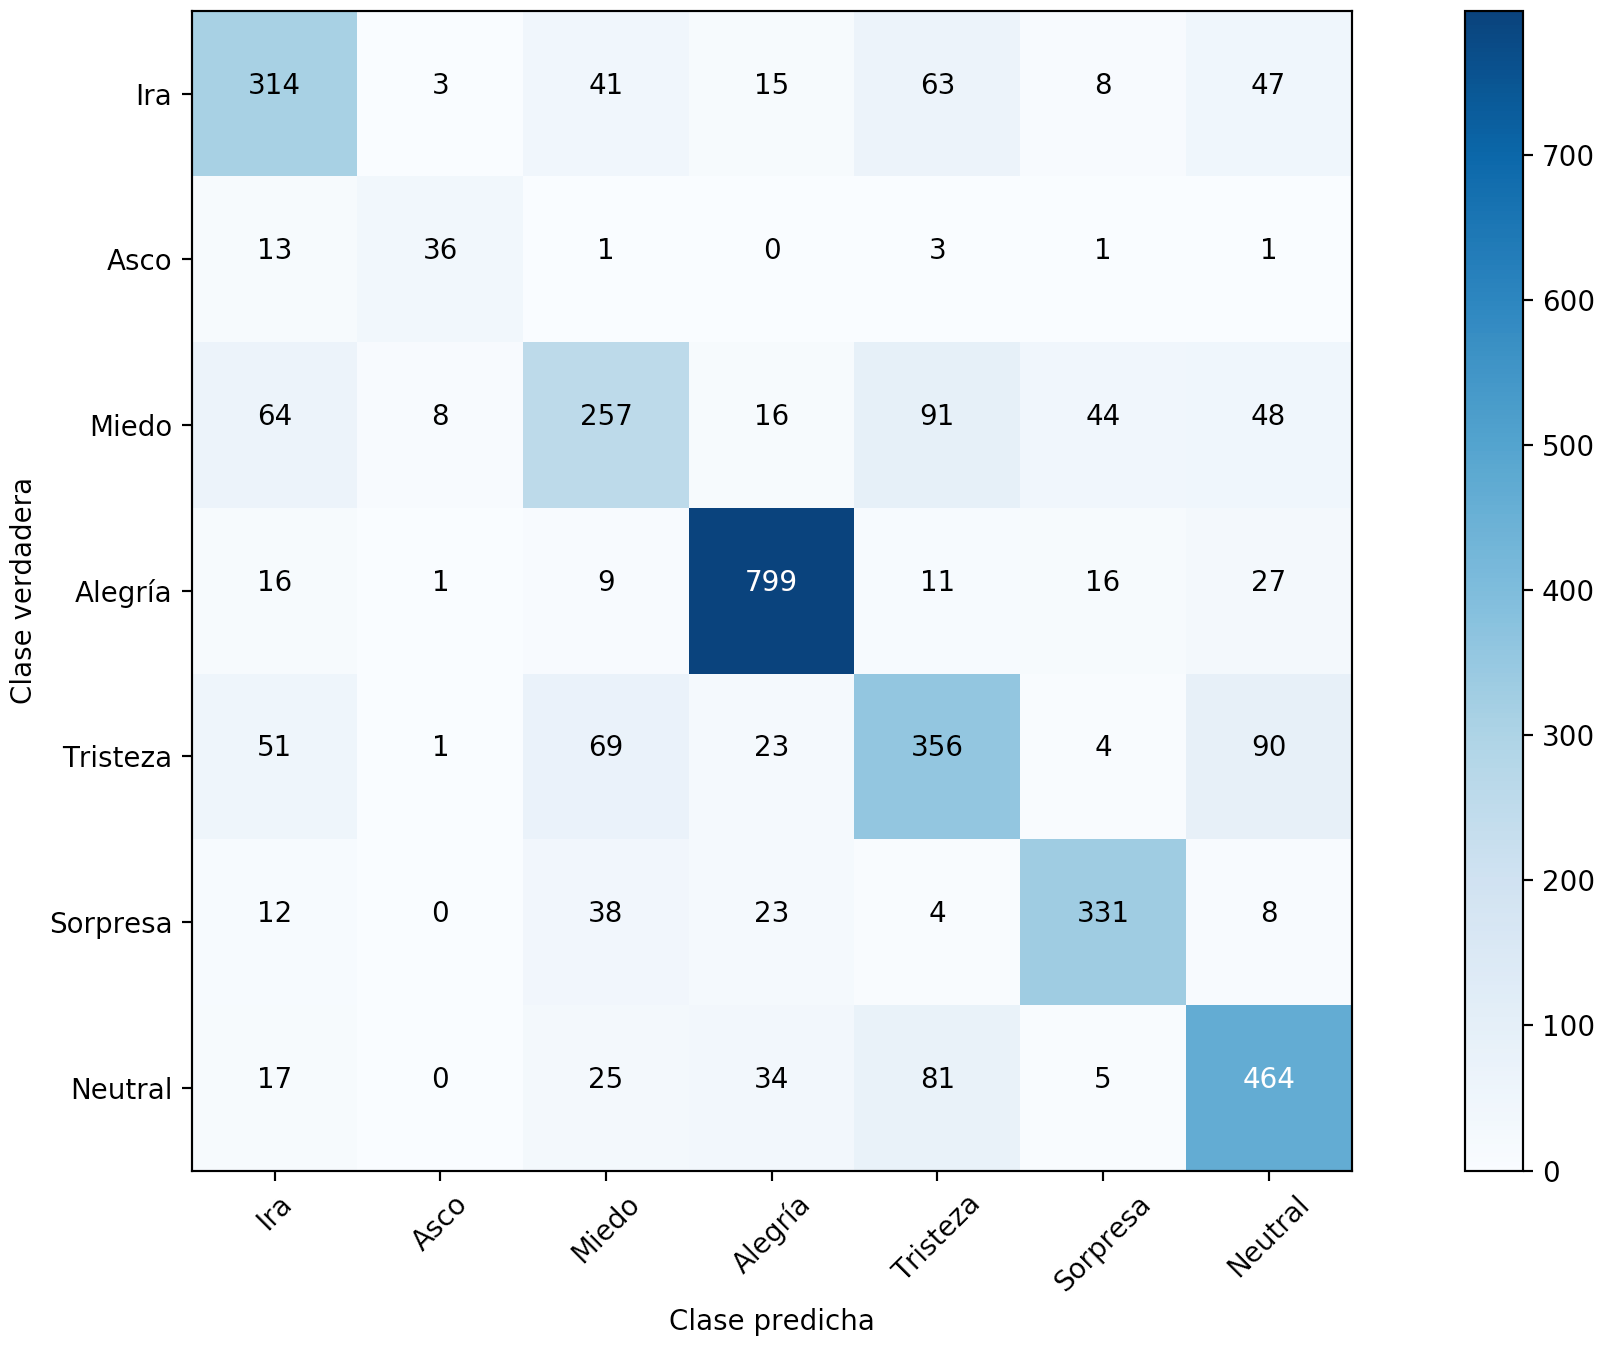 Ira 314 3 41 15 63 8 47
Asco 13 36 1 0 3 1 1
Miedo 64 8 257 16 91 44 48
Alegría 16 1 9 799 11 16 27
Tristeza 51 1 69 23 356 4 90
Sorpresa 12 0 38 23 4 331 8
Neutral 17 0 25 34 81 5 464
Clase verdadera
Ira Asco Miedo Alegría Tristeza Sorpresa Neutral
Clase predicha
700
600
500
400
300
200
100
0